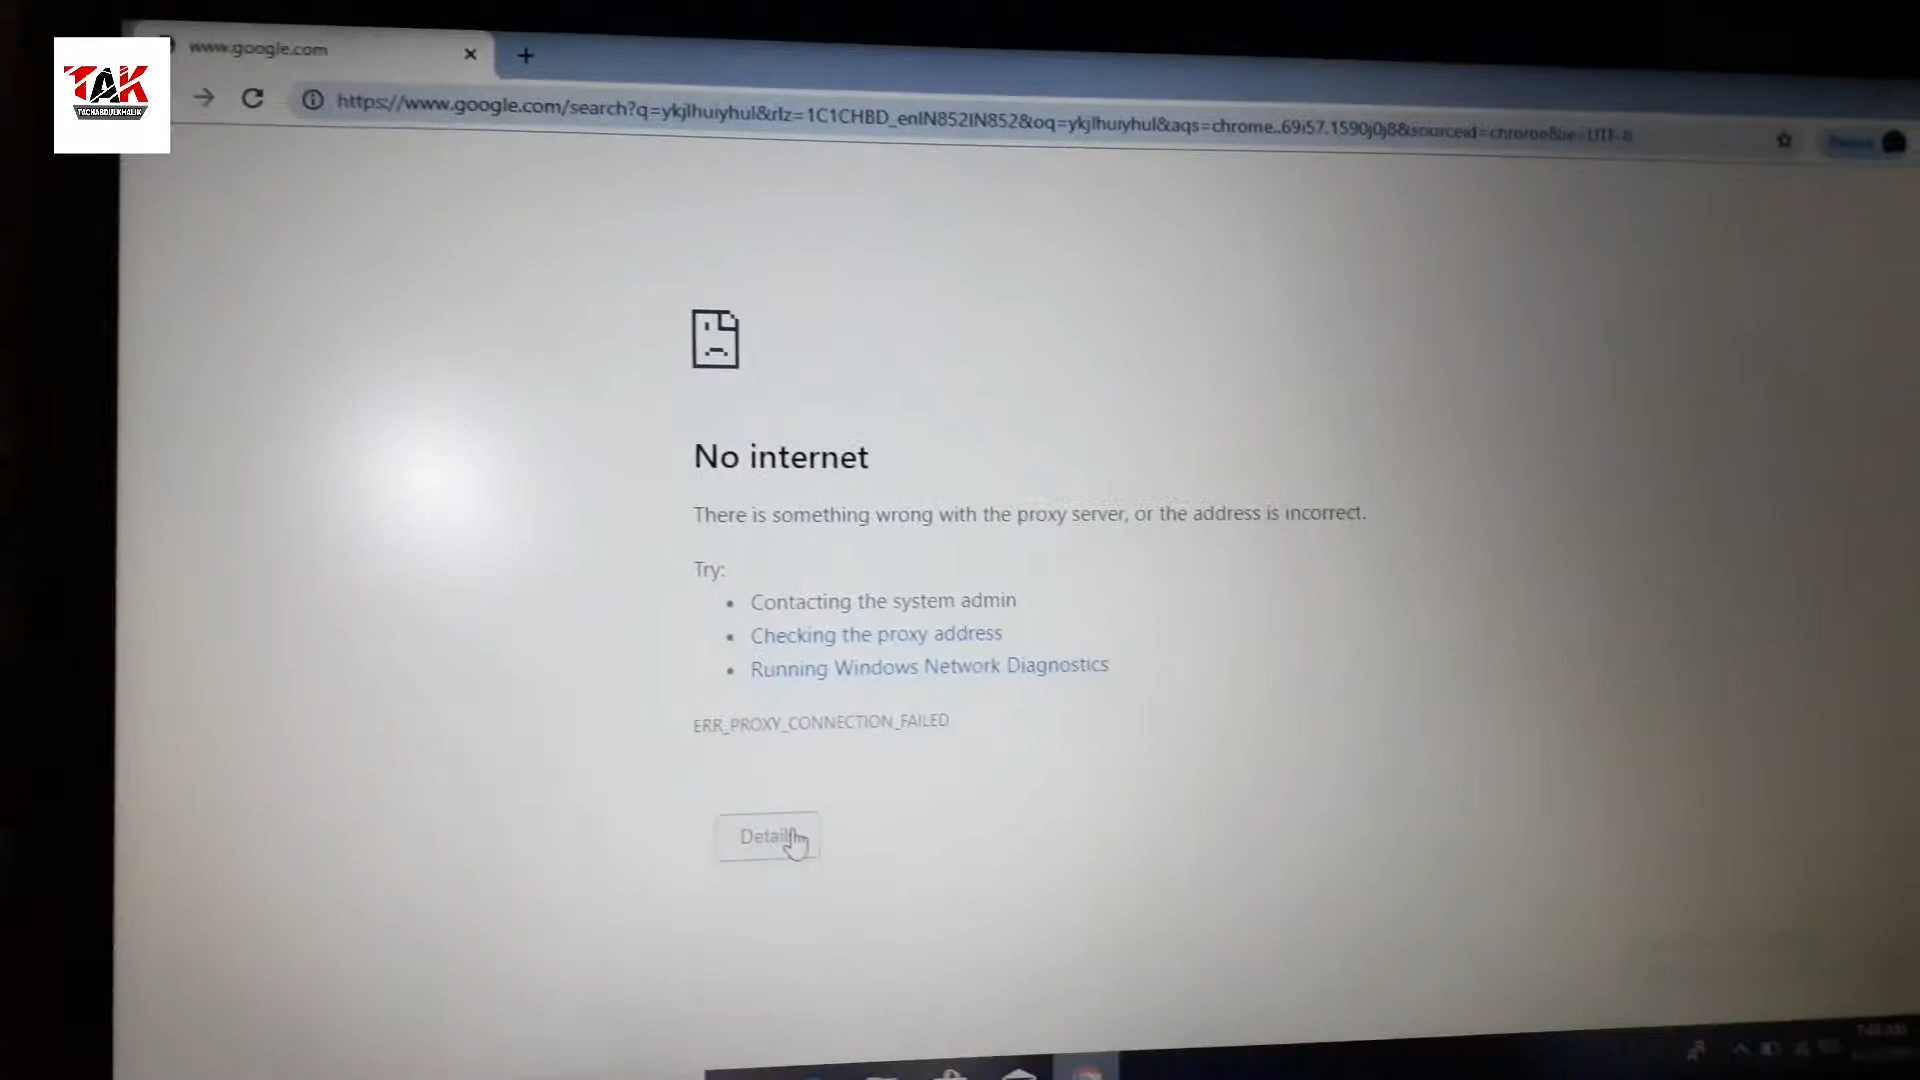 www.google.com
TAK
TACHABDULKHALIK
https://www.google.com/search?q=ykjlhuiyhul&rlz=1C1CHBD_enIN852IN852&oq=ykjlhuiyhul&aqs=chrome..69i57.1590j0j8&sourceid=chrome&ie=UTF-8
Paused
No internet
There is something wrong with the proxy server, or the address is incorrect.
Try:
• Contacting the system admin
• Checking the proxy address
• Running Windows Network Diagnostics
ERR_PROXY_CONNECTION_FAILED
Details